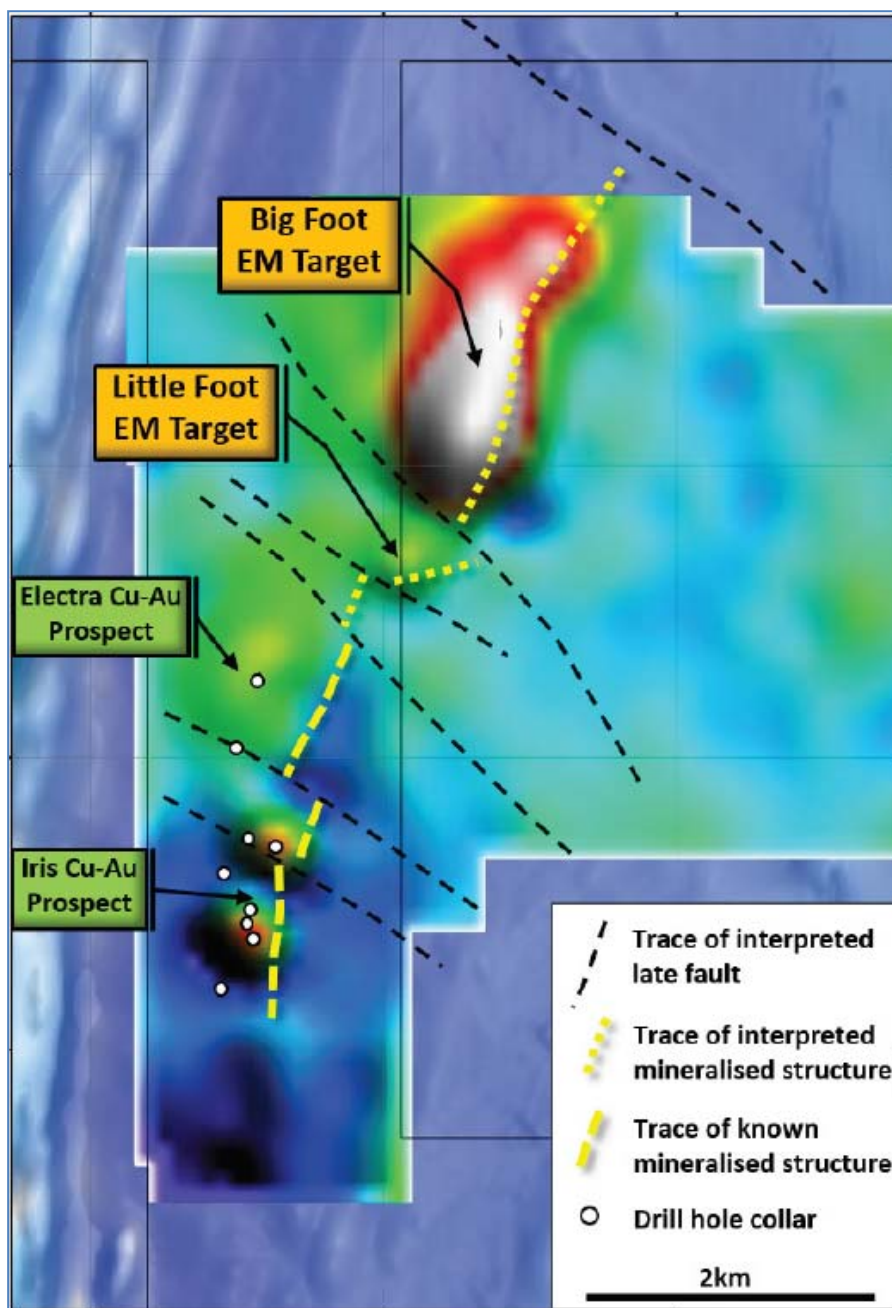 Big Foot
EM Target
Little Foot
EM Target
Electra Cu-Au
Prospect
Iris Cu-Au
Prospect
Trace of interpreted
late fault
Trace of interpreted
mineralised structure
Trace of known
mineralised structure
Drill hole collar
2km